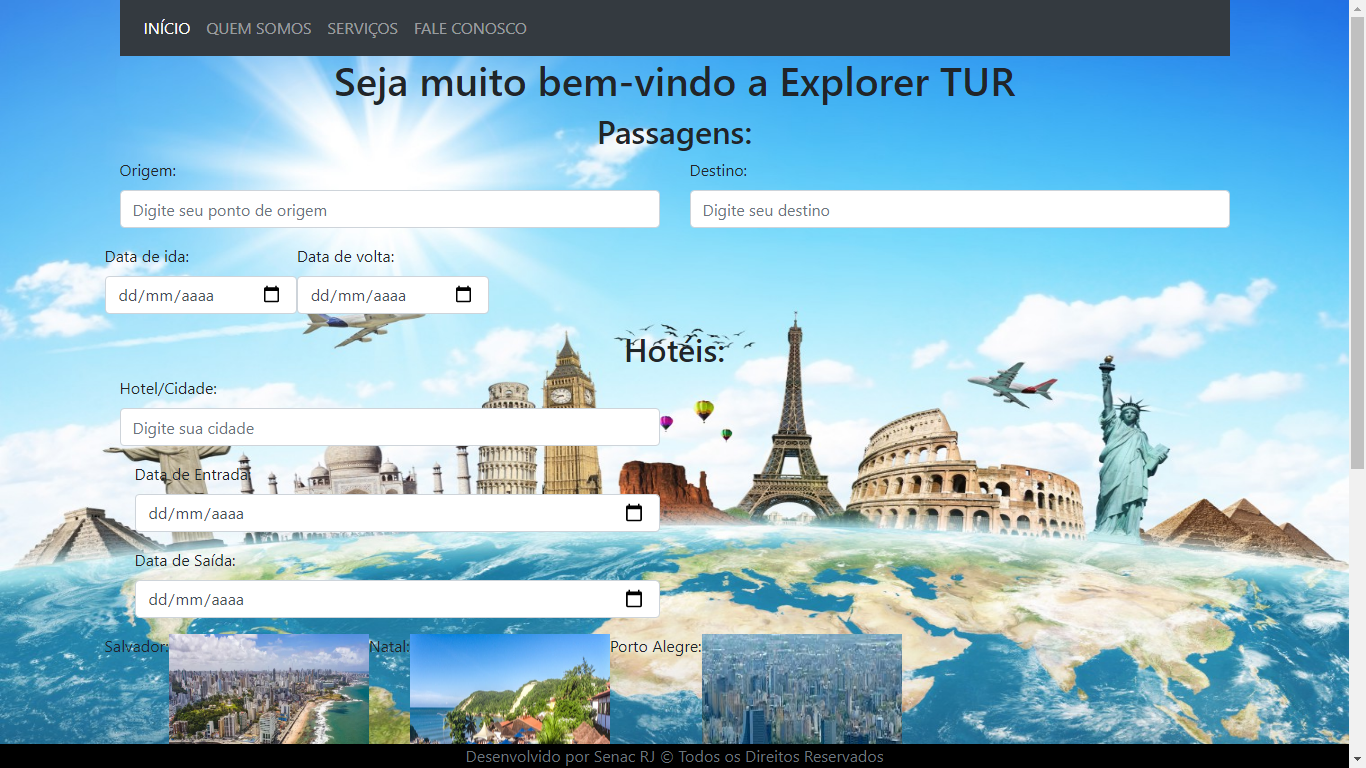 INÍCIO QUEM SOMOS SERVIÇOS FALE CONOSCO
Seja muito bem-vindo a Explorer TUR
Passagens:
Origem: Destino:
Digite seu ponto de origem Digite seu destino
Data de ida: Data de volta:
dd/mm/aaaa dd/mm/aaaa
Hotéis:
Hotel/Cidade:
Digite sua cidade
Data de Entrada:
dd/mm/aaaa
Data de Saída:
dd/mm/aaaa
Salvador: Natal: Porto Alegre:
Desenvolvido por Senac RJ © Todos os Direitos Reservados